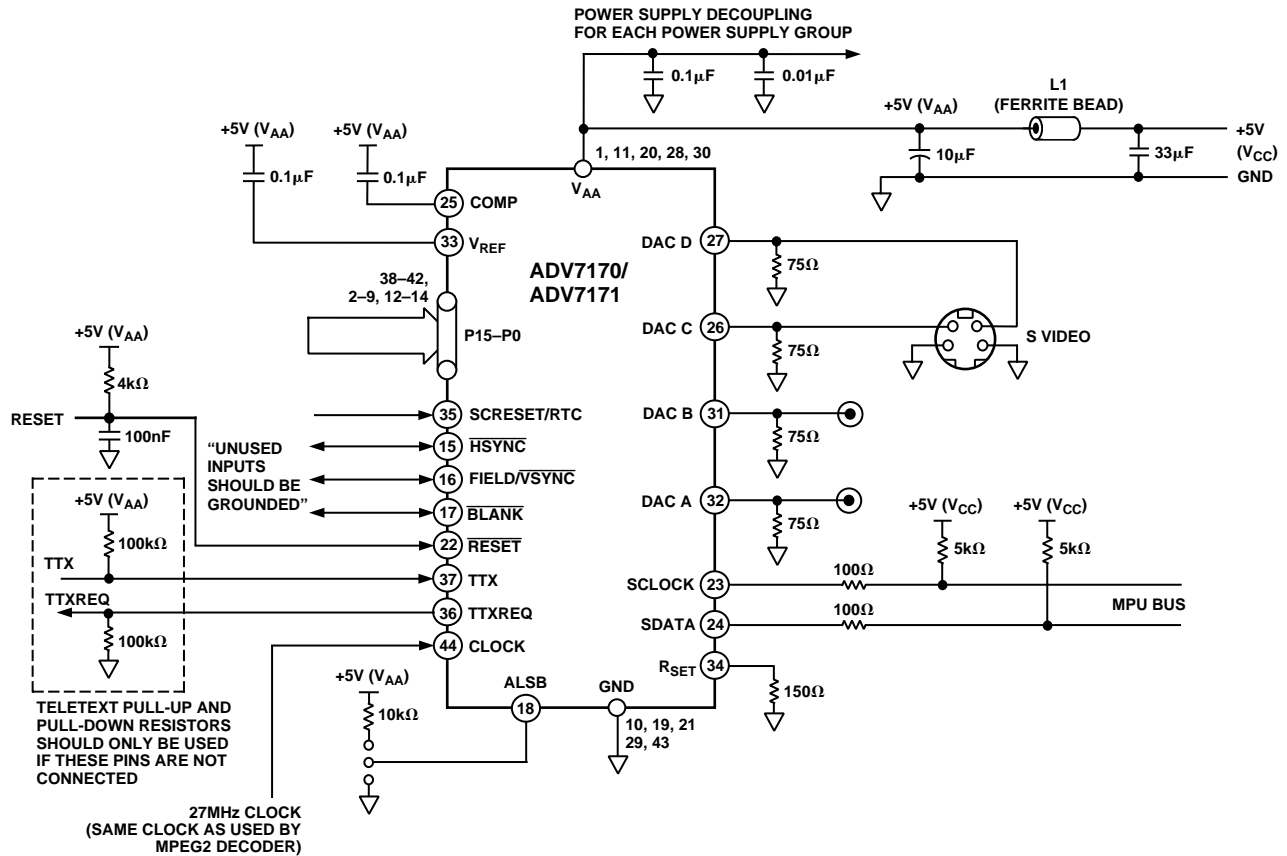 POWER SUPPLY DECOUPLING
FOR EACH POWER SUPPLY GROUP
0.1μF
0.01μF
L1
(FERRITE BEAD)
+5V (VAA)
+5V
(VCC)
GND
10μF
33μF
+5V (VAA)
0.1μF
+5V (VAA)
0.1μF
1, 11, 20, 28, 30
VAA
25 COMP
33 VREF
ADV7170/
ADV7171
38–42,
2–9, 12–14
P15–P0
DAC D 27
75Ω
DAC C 26
75Ω
S VIDEO
DAC B 31
75Ω
DAC A 32
75Ω
+5V (VAA)
4kΩ
RESET
100nF
35 SCRESET/RTC
15 HSYNC
16 FIELD/VSYNC
17 BLANK
22 RESET
37 TTX
36 TTXREQ
44 CLOCK
"UNUSED
INPUTS
SHOULD BE
GROUNDED"
+5V (VAA)
100kΩ
TTX
TTXREQ
100kΩ
TELETEXT PULL-UP AND
PULL-DOWN RESISTORS
SHOULD ONLY BE USED
IF THESE PINS ARE NOT
CONNECTED
27MHz CLOCK
(SAME CLOCK AS USED BY
MPEG2 DECODER)
+5V (VAA)
10kΩ
ALSB
18
GND
10, 19, 21
29, 43
SCLOCK 23
100Ω
SDATA 24
100Ω
+5V (VCC)
5kΩ
+5V (VCC)
5kΩ
MPU BUS
RSET 34
150Ω